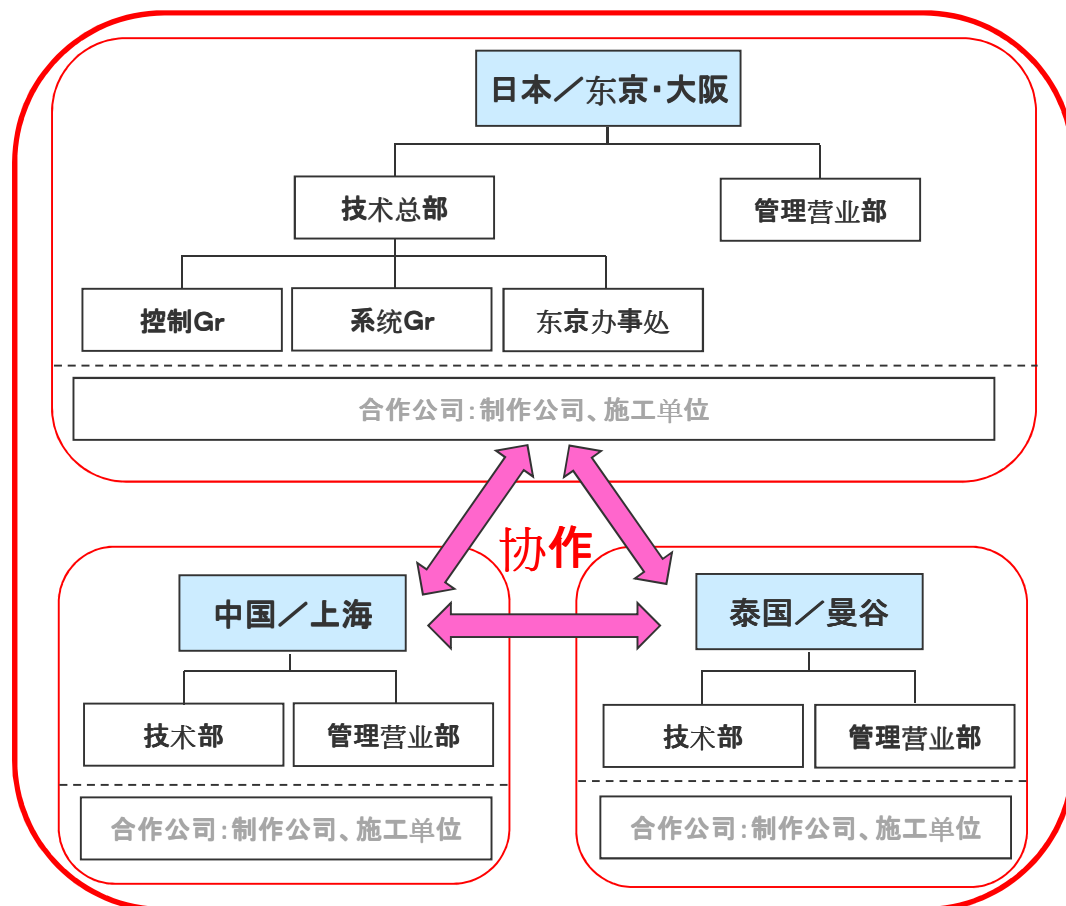 日本／东京・大阪
技术总部
管理营业部
控制Gr
系统Gr
东京办事处
合作公司：制作公司、施工单位
协作
中国／上海
泰国／曼谷
技术部
管理营业部
技术部
管理营业部
合作公司：制作公司、施工单位
合作公司：制作公司、施工单位